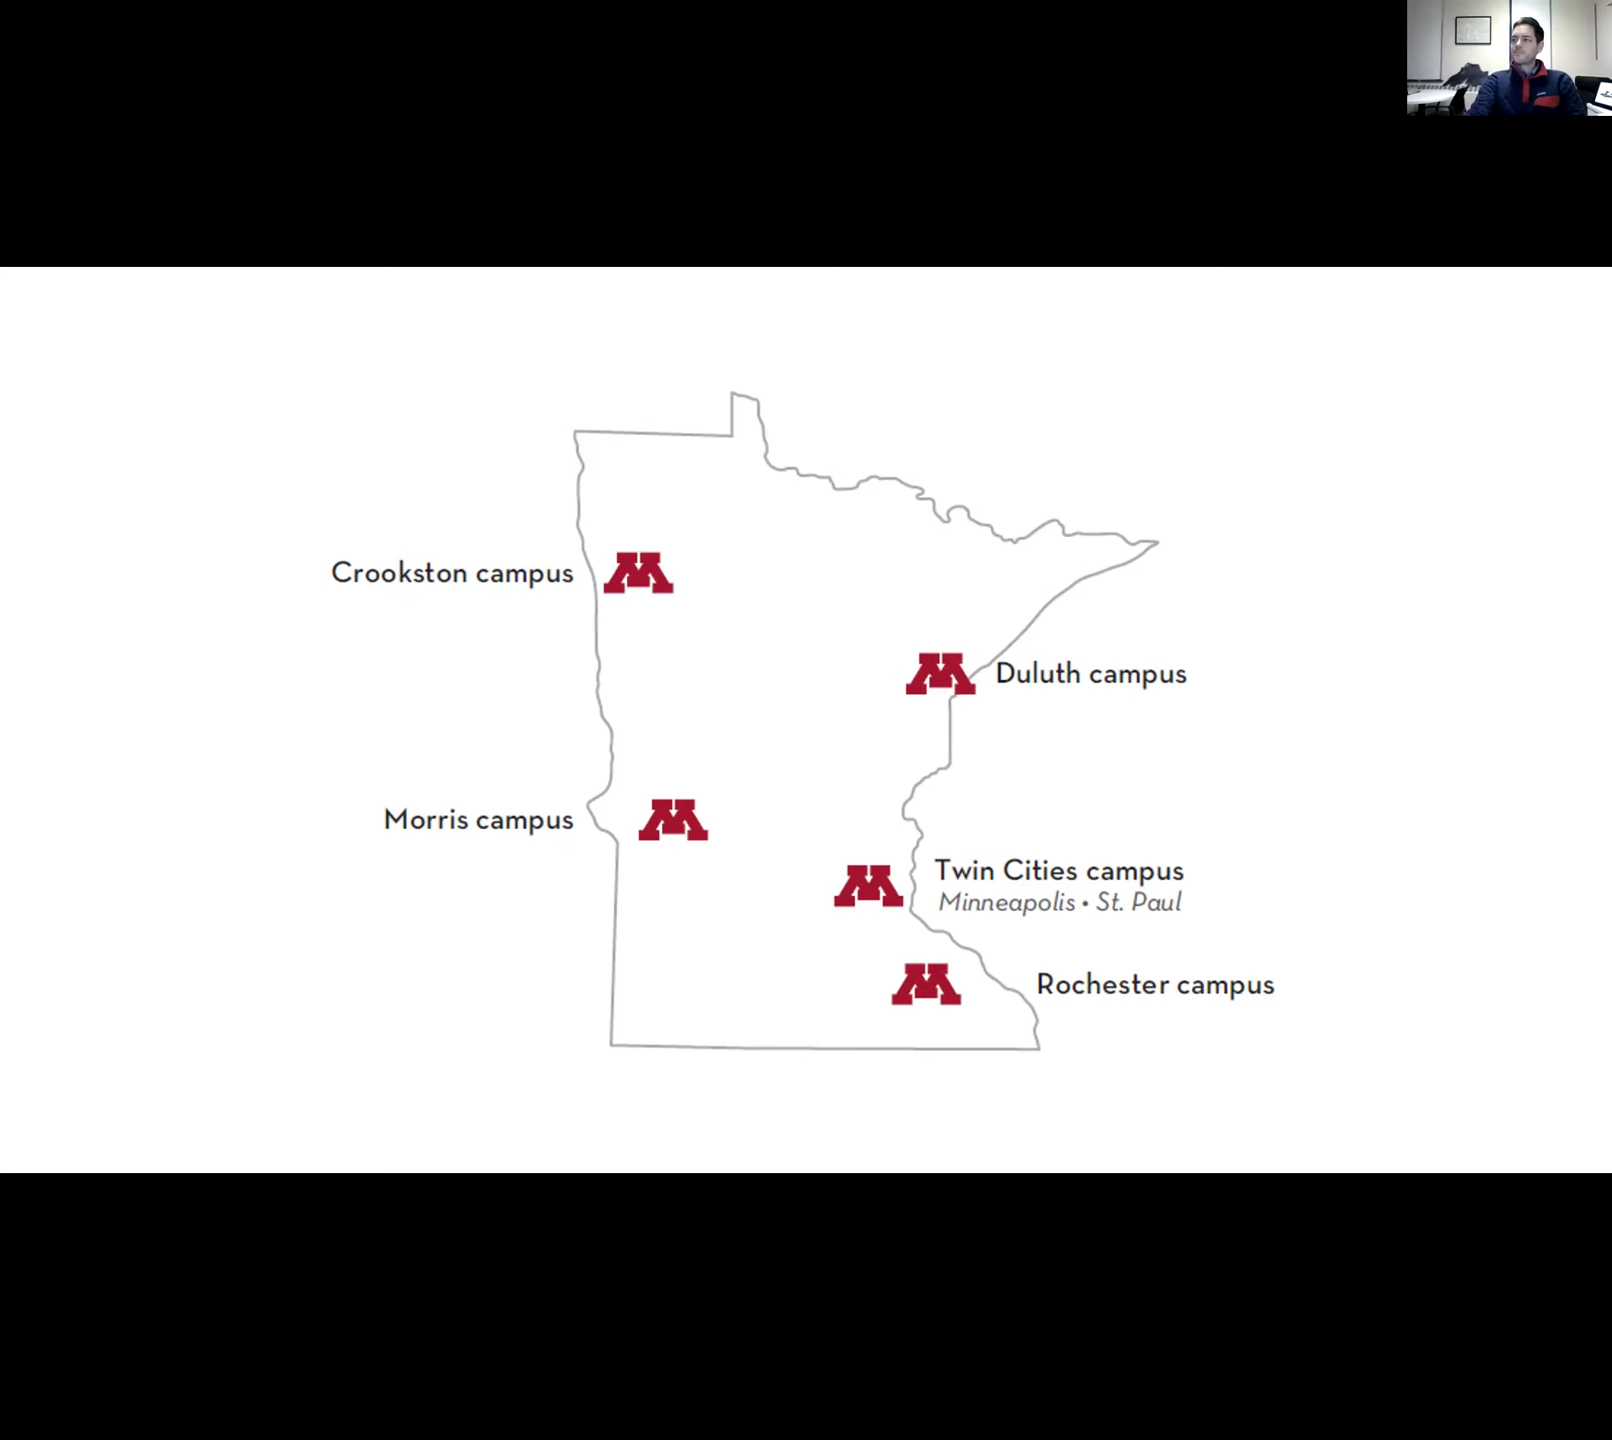 Crookston campus
Duluth campus
Morris campus
Twin Cities campus
Minneapolis • St. Paul
Rochester campus